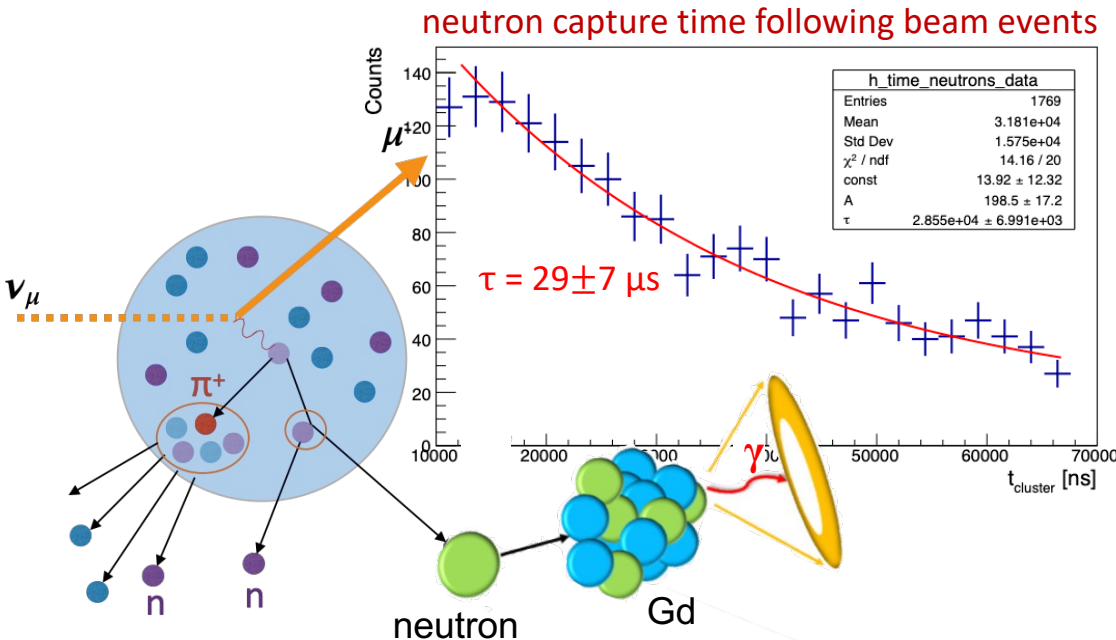 neutron capture time following beam events
Counts
140
120
100
80
60
40
20
0
h_time_neutrons_data
Entries 1769
Mean 3.181e+04
Std Dev 1.575e+04
χ² / ndf 14.16 / 20
const 13.92 ± 12.32
A 198.5 ± 17.2
τ 2.855e+04 ± 6.991e+03
μ⁻
τ = 29±7 μs
ν_μ
π⁺
γ
10000 20000 50000 60000 70000
t_cluster [ns]
n
n
neutron
Gd